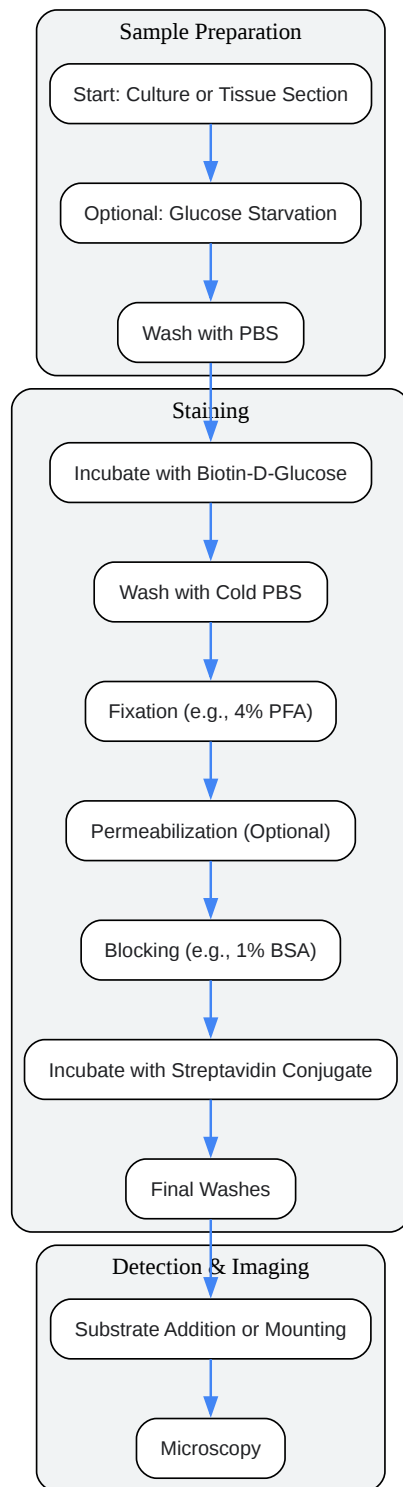 Sample Preparation
Start: Culture or Tissue Section
Optional: Glucose Starvation
Wash with PBS
Staining
Incubate with Biotin-D-Glucose
Wash with Cold PBS
Fixation (e.g., 4% PFA)
Permeabilization (Optional)
Blocking (e.g., 1% BSA)
Incubate with Streptavidin Conjugate
Final Washes
Detection & Imaging
Substrate Addition or Mounting
Microscopy